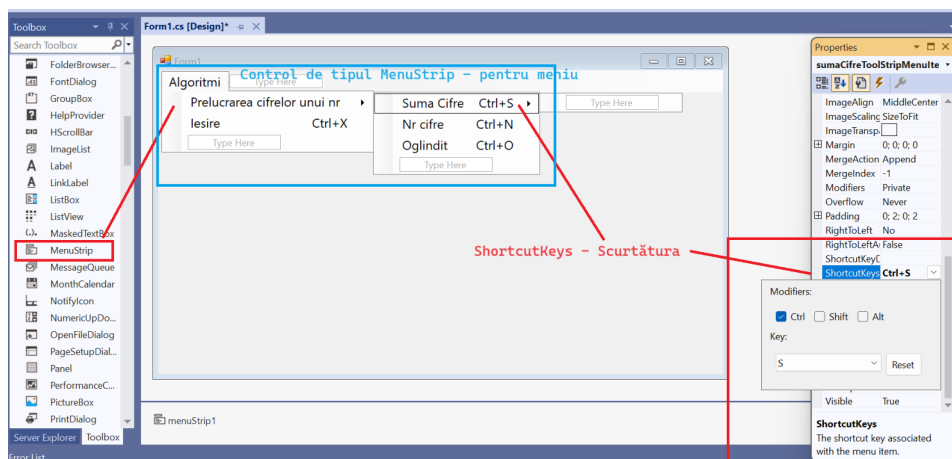 Toolbox
Form1.cs [Design]*
Search Toolbox
FolderBrowser...
FontDialog
GroupBox
HelpProvider
HScrollBar
ImageList
Label
LinkLabel
ListBox
ListView
MaskedTextBox
MenuStrip
MessageQueue
MonthCalendar
NotifyIcon
NumericUpDo...
OpenFileDialog
PageSetupDial...
Panel
PerformanceC...
PictureBox
PrintDialog
Server Explorer Toolbox
Error List
Form1
Control de tipul MenuStrip – pentru meniu
Algoritmi Type Here
Prelucrarea cifrelor unui nr
Iesire Ctrl+X
Type Here
Suma Cifre Ctrl+S
Nr cifre Ctrl+N
Oglindit Ctrl+O
Type Here
Type Here
ShortcutKeys – Scurtătura
menuStrip1
Properties
sumaCifreToolStripMenuIte
ImageAlign MiddleCenter
ImageScaling SizeToFit
ImageTransp
Margin 0; 0; 0; 0
MergeAction Append
MergeIndex -1
Modifiers Private
Overflow Never
Padding 0; 2; 0; 2
RightToLeft No
RightToLeftAu False
ShortcutKeyD
ShortcutKeys Ctrl+S
Modifiers:
Ctrl Shift Alt
Key:
S Reset
Visible True
ShortcutKeys
The shortcut key associated
with the menu item.